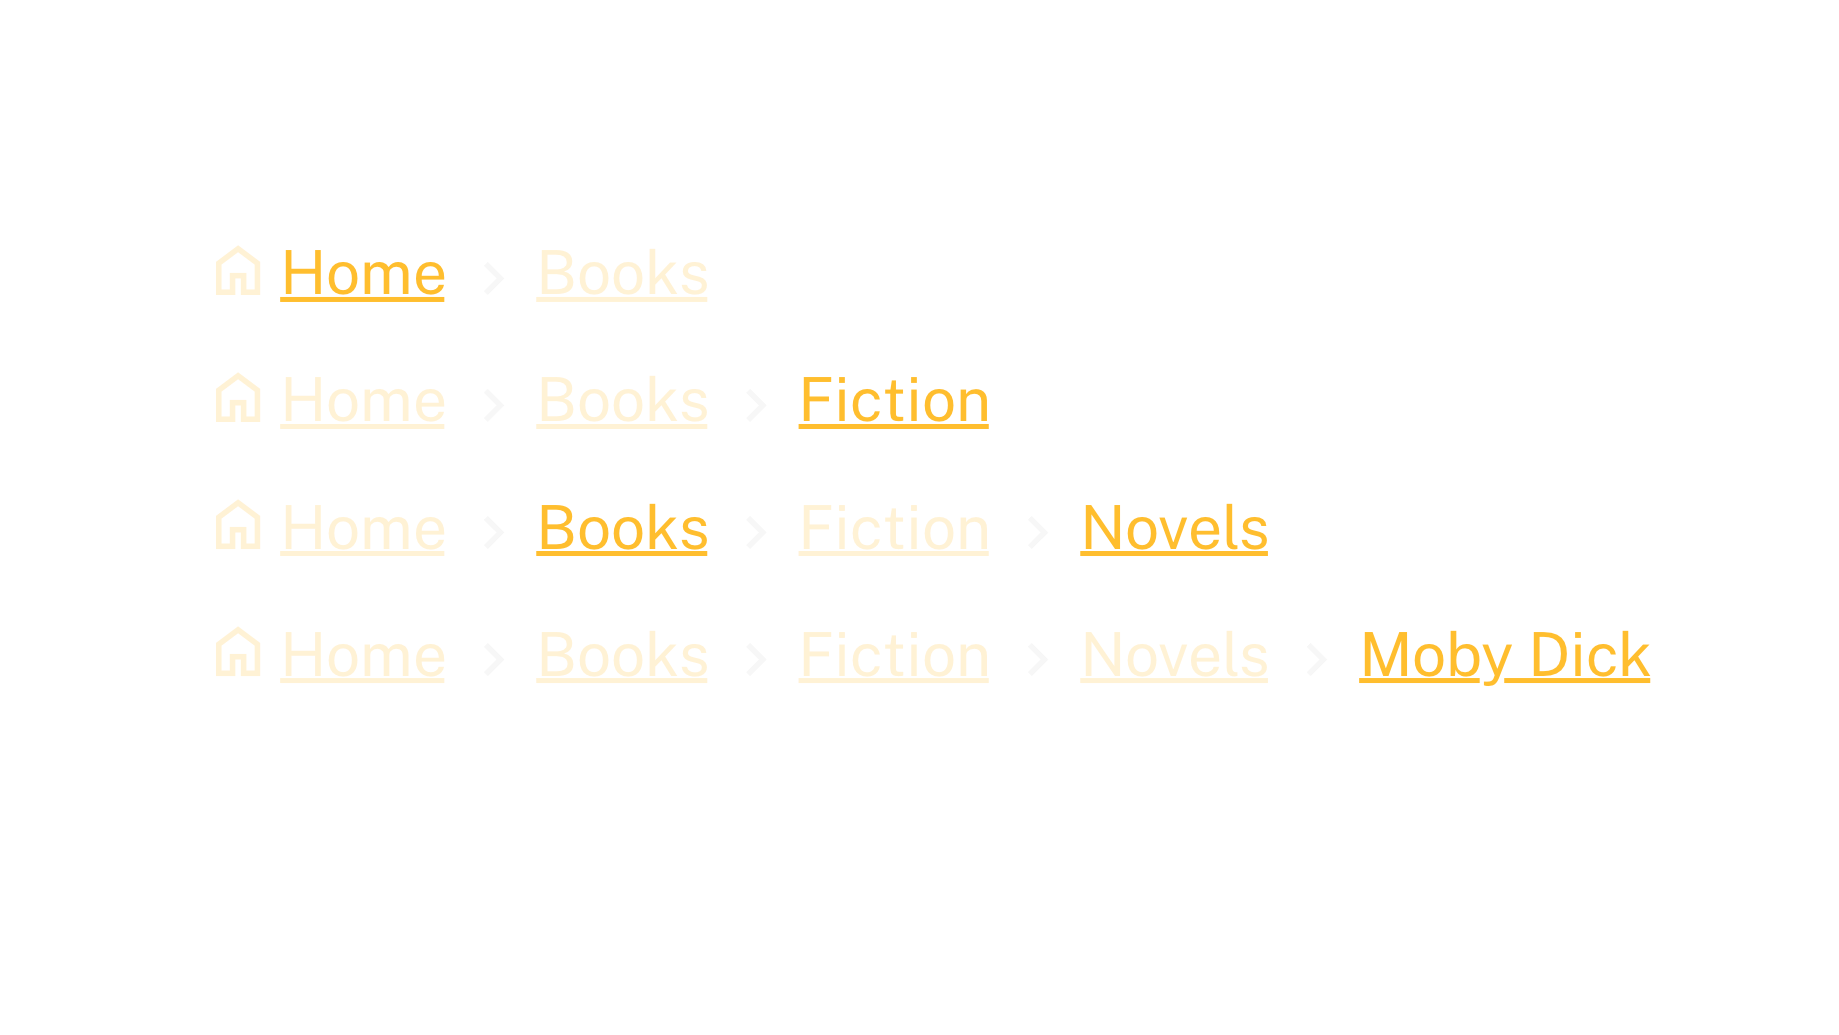 Home > Books
Home > Books > Fiction
Home > Books > Fiction > Novels
Home > Books > Fiction > Novels > Moby Dick